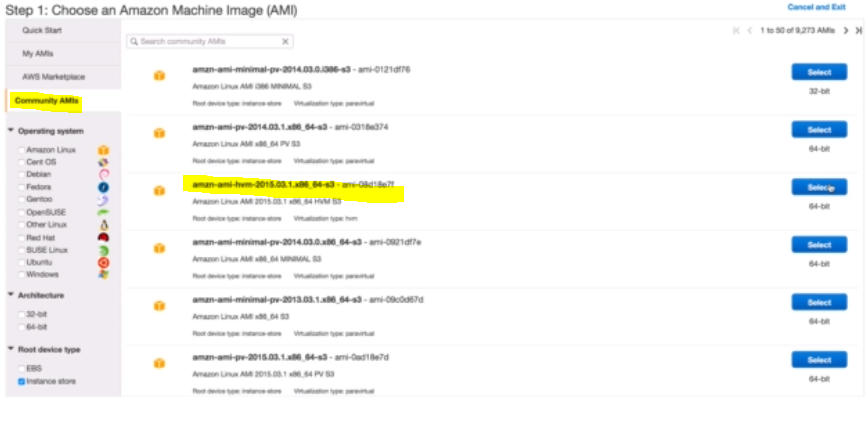 Step 1: Choose an Amazon Machine Image (AMI)
Cancel and Exit
Quick Start
My AMIs
AWS Marketplace
Community AMIs
Operating system
Amazon Linux
Cent OS
Debian
Fedora
Gentoo
OpenSUSE
Other Linux
Red Hat
SUSE Linux
Ubuntu
Windows
Architecture
32-bit
64-bit
Root device type
EBS
Instance store
Search community AMIs
1 to 50 of 9,273 AMIs
amzn-ami-minimal-pv-2014.03.0.i386-s3 - ami-0121df76
Select
Amazon Linux AMI i386 MINIMAL S3
32-bit
Root device type: instance-store Virtualization type: paravirtual
amzn-ami-pv-2014.03.1.x86_64-s3 - ami-0318e374
Select
Amazon Linux AMI x86_64 PV S3
64-bit
Root device type: instance-store Virtualization type: paravirtual
amzn-ami-hvm-2015.03.1.x86_64-s3 - ami-08d18e7f
Select
Amazon Linux AMI 2015.03.1 x86_64 HVM S3
64-bit
Root device type: instance-store Virtualization type: hvm
amzn-ami-minimal-pv-2014.03.0.x86_64-s3 - ami-0921df7e
Select
Amazon Linux AMI x86_64 MINIMAL S3
64-bit
Root device type: instance-store Virtualization type: paravirtual
amzn-ami-minimal-pv-2013.03.1.x86_64-s3 - ami-09c0d67d
Select
Amazon Linux AMI x86_64 S3
64-bit
Root device type: instance-store Virtualization type: paravirtual
amzn-ami-pv-2015.03.1.x86_64-s3 - ami-0ad18e7d
Select
Amazon Linux AMI 2015.03.1 x86_64 PV S3
64-bit
Root device type: instance-store Virtualization type: paravirtual